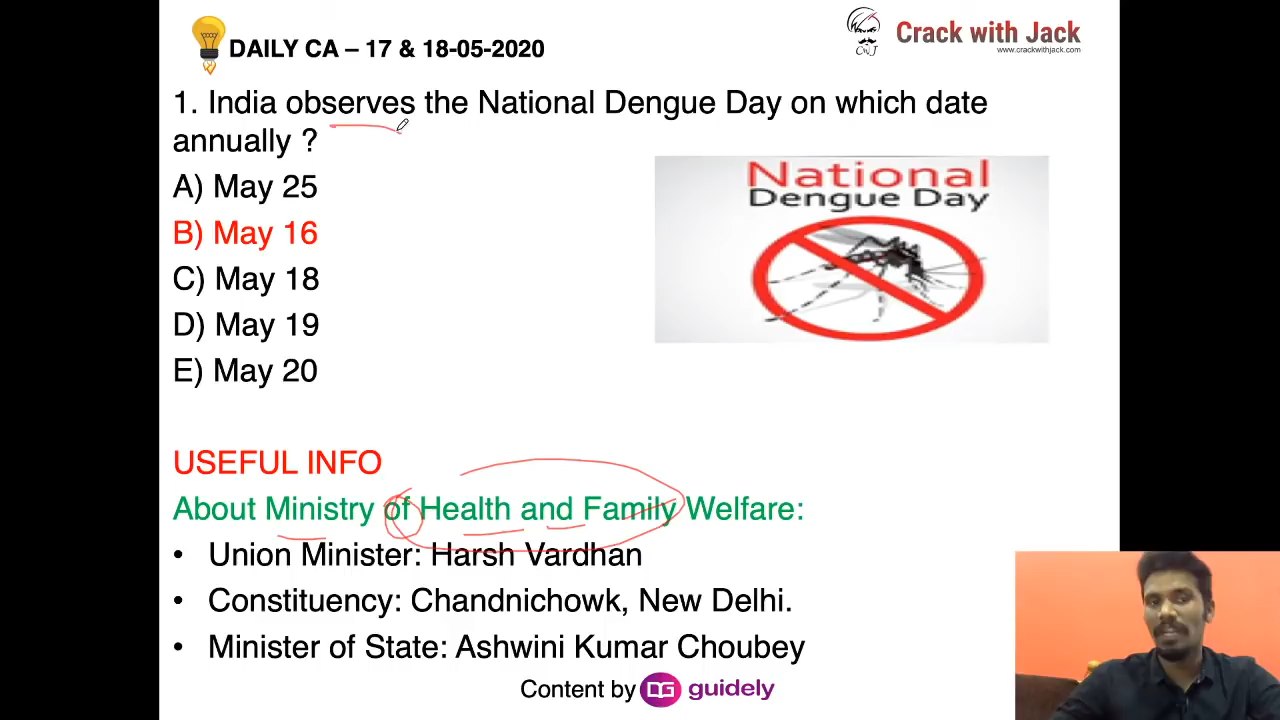 DAILY CA – 17 & 18-05-2020
Crack with Jack
www.crackwithjack.com
CWJ
1. India observes the National Dengue Day on which date
annually ?
A) May 25
B) May 16
C) May 18
D) May 19
E) May 20
National
Dengue Day
USEFUL INFO
About Ministry of Health and Family Welfare:
• Union Minister: Harsh Vardhan
• Constituency: Chandnichowk, New Delhi.
• Minister of State: Ashwini Kumar Choubey
Content by guidely